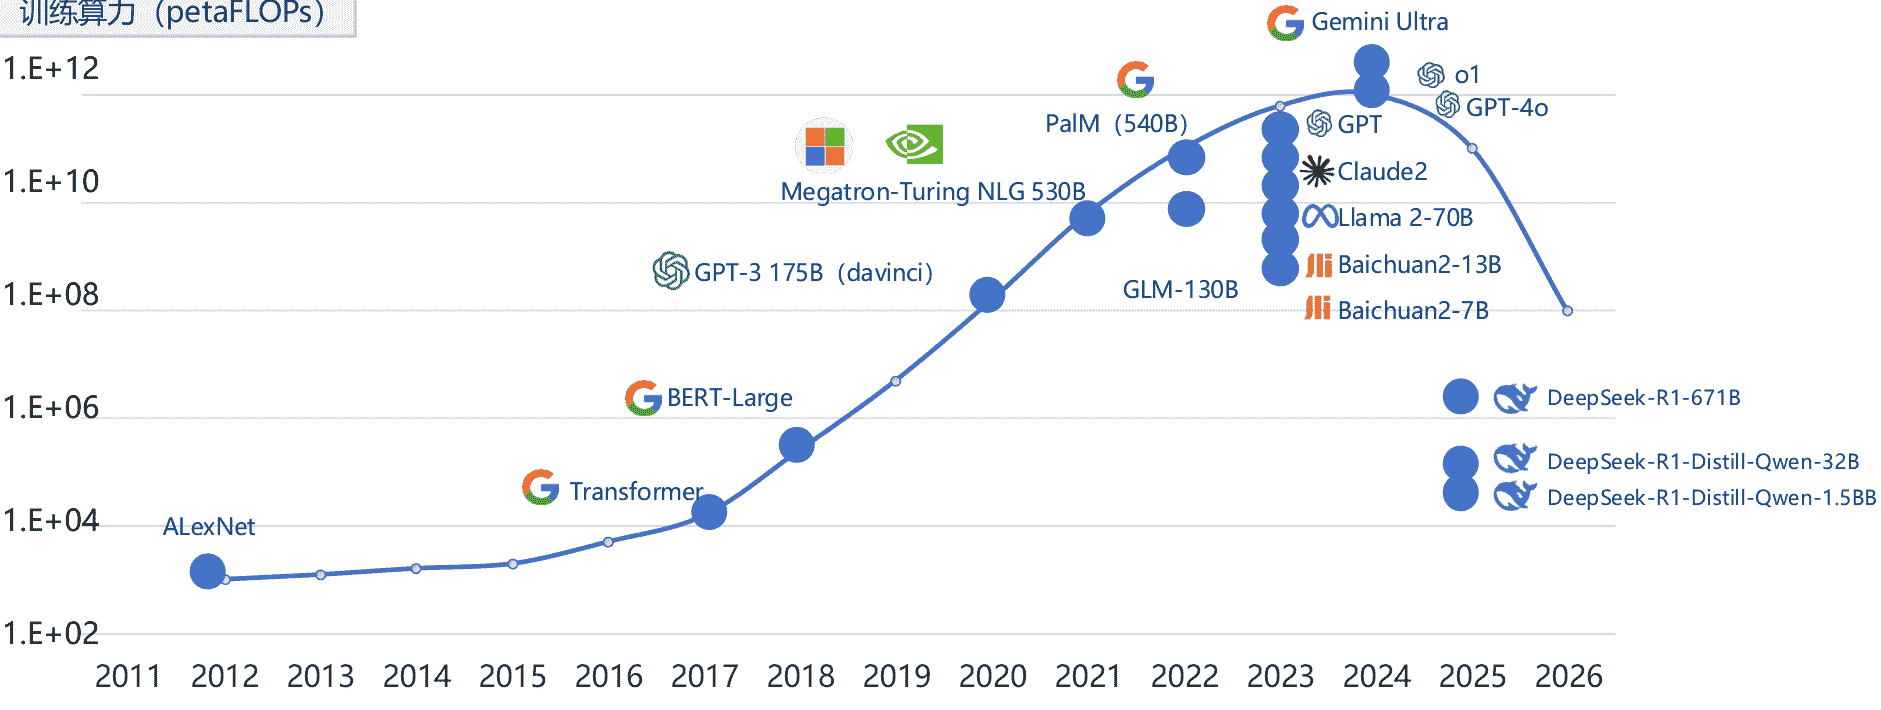 训练算力（petaFLOPs）
Gemini Ultra
1.E+12
o1
GPT-4o
PalM（540B）
GPT
1.E+10
Claude2
Megatron-Turing NLG 530B
Llama 2-70B
GPT-3 175B（davinci）
Baichuan2-13B
1.E+08
GLM-130B
Baichuan2-7B
1.E+06
BERT-Large
DeepSeek-R1-671B
DeepSeek-R1-Distill-Qwen-32B
Transformer
DeepSeek-R1-Distill-Qwen-1.5BB
1.E+04
ALexNet
1.E+02
2011 2012 2013 2014 2015 2016 2017 2018 2019 2020 2021 2022 2023 2024 2025 2026